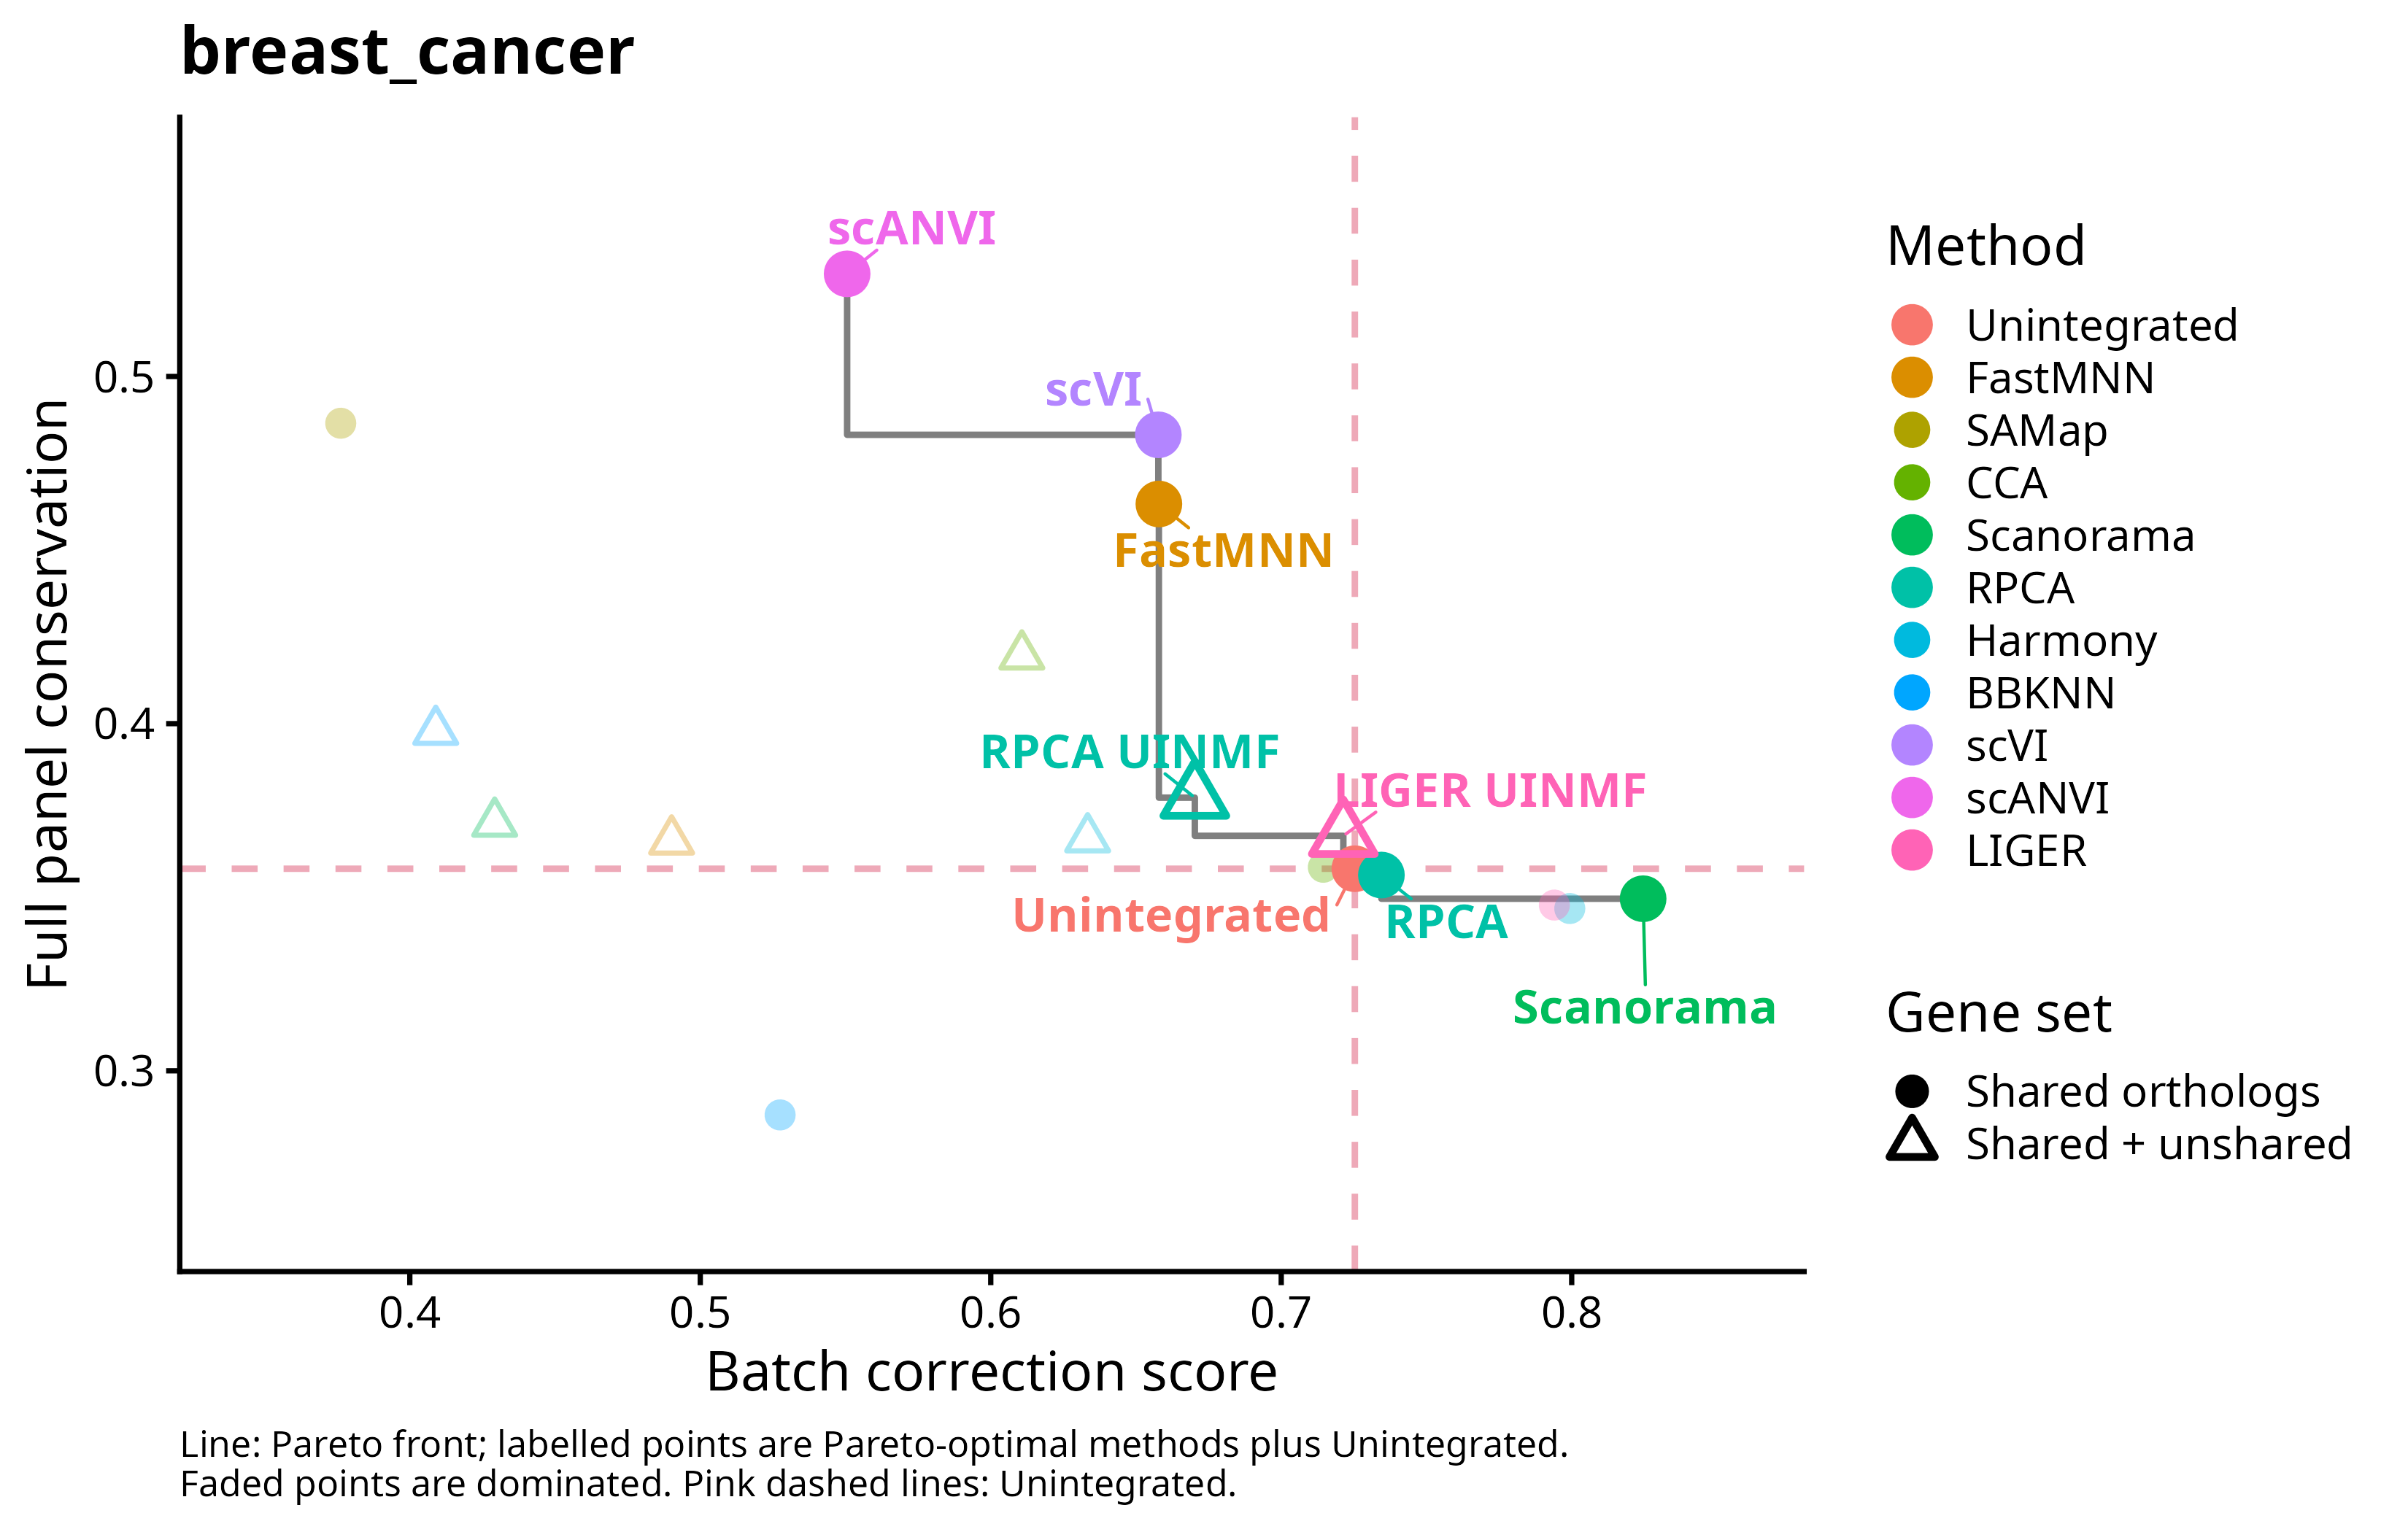 breast_cancer
scANVI
scVI
FastMNN
RPCA UINMF
LIGER UINMF
Unintegrated
RPCA
Scanorama
Full panel conservation
0.5
0.4
0.3
0.4
0.5
0.6
0.7
0.8
Batch correction score
Method
Unintegrated
FastMNN
SAMap
CCA
Scanorama
RPCA
Harmony
BBKNN
scVI
scANVI
LIGER
Gene set
Shared orthologs
Shared + unshared
Line: Pareto front; labelled points are Pareto-optimal methods plus Unintegrated.
Faded points are dominated. Pink dashed lines: Unintegrated.